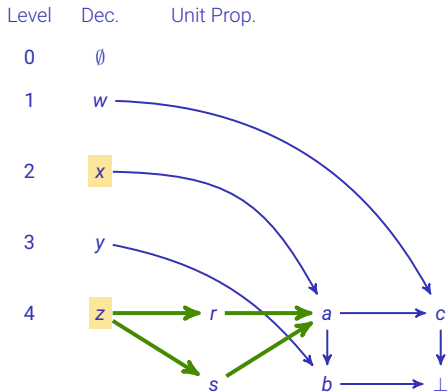 Level Dec. Unit Prop.
0 ∅
1 w
2 x
3 y
4 z r a c
s b ⊥